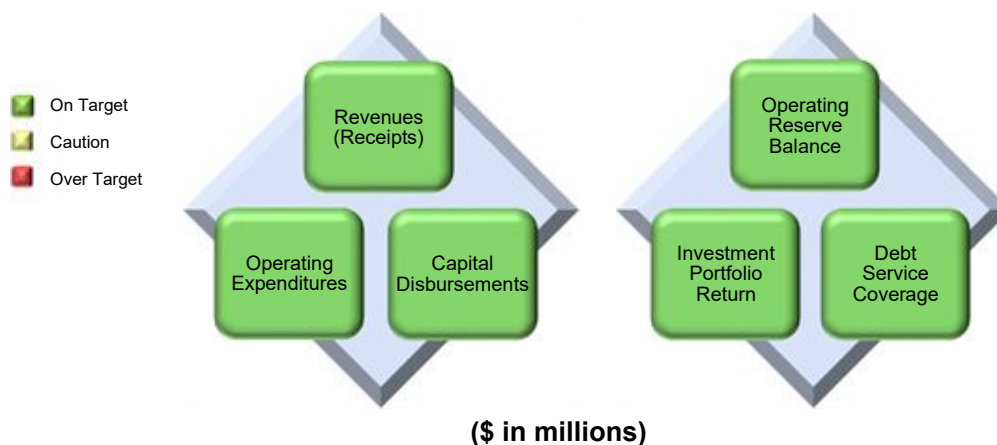 On Target
Caution
Over Target
Revenues
(Receipts)
Operating
Expenditures
Capital
Disbursements
Operating
Reserve
Balance
Investment
Portfolio
Return
Debt
Service
Coverage
($ in millions)